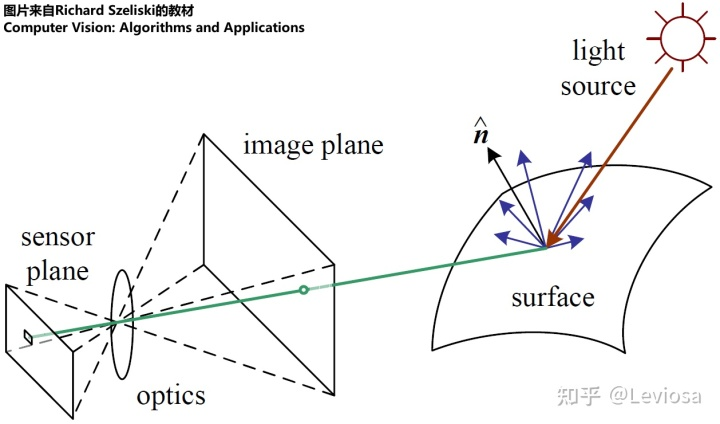 图片来自Richard Szeliski的教材
Computer Vision: Algorithms and Applications
light
source
n̂
image plane
sensor
plane
surface
optics
知乎 @Leviosa